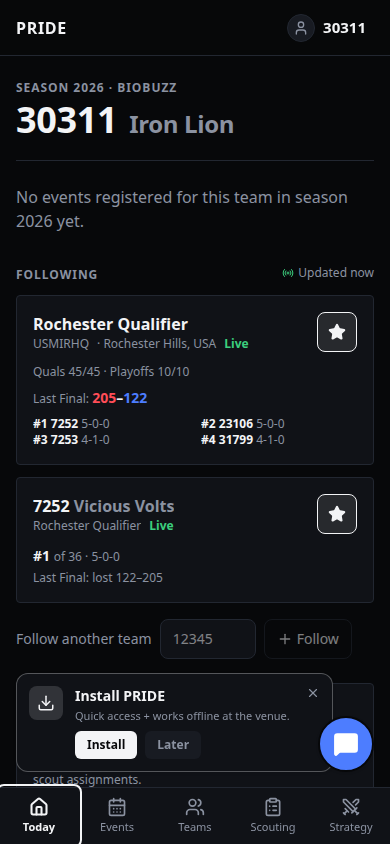 PRIDE
30311
SEASON 2026 · BIOBUZZ
30311 Iron Lion
No events registered for this team in season
2026 yet.
FOLLOWING
Updated now
Rochester Qualifier
USMIRHQ · Rochester Hills, USA Live
Quals 45/45 · Playoffs 10/10
Last Final: 205–122
#1 7252 5-0-0
#2 23106 5-0-0
#3 7253 4-1-0
#4 31799 4-1-0
7252 Vicious Volts
Rochester Qualifier Live
#1 of 36 · 5-0-0
Last Final: lost 122–205
Follow another team
12345
+ Follow
Install PRIDE
Quick access + works offline at the venue.
Install
Later
scout assignments.
Today
Events
Teams
Scouting
Strategy